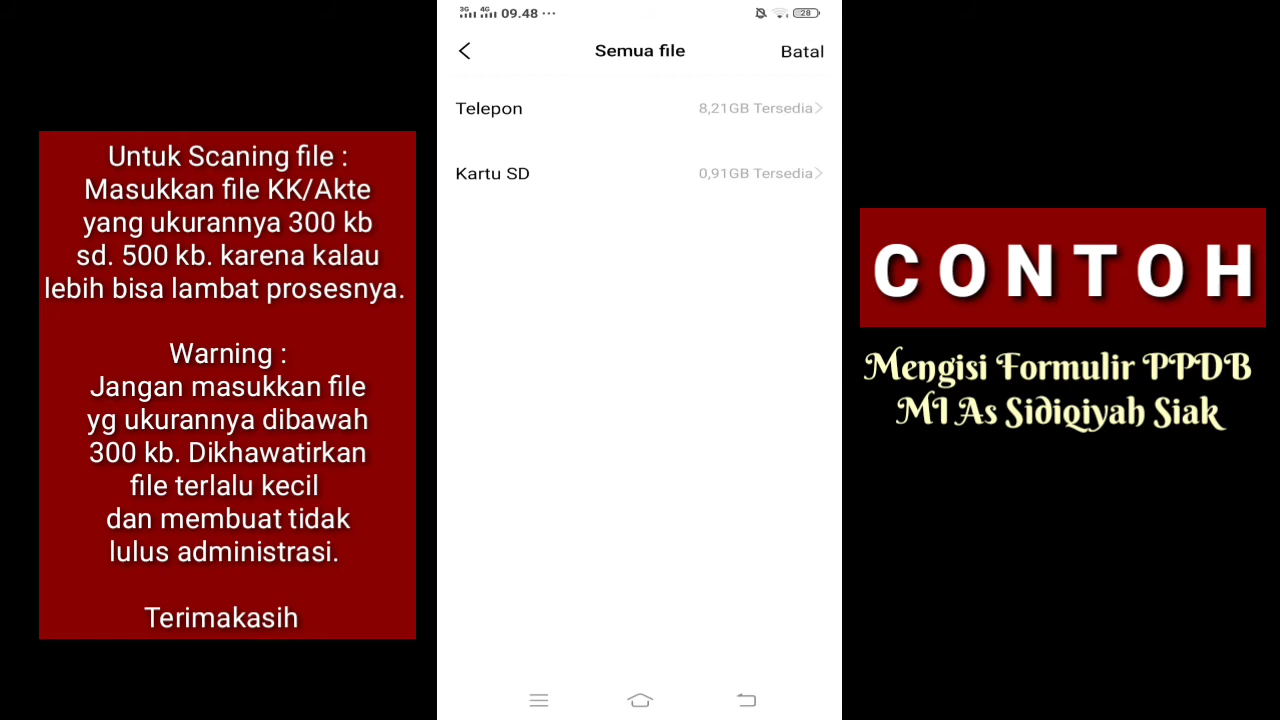 Untuk Scaning file :
Masukkan file KK/Akte
yang ukurannya 300 kb
sd. 500 kb. karena kalau
lebih bisa lambat prosesnya.
Warning :
Jangan masukkan file
yg ukurannya dibawah
300 kb. Dikhawatirkan
file terlalu kecil
dan membuat tidak
lulus administrasi.
Terimakasih
3G 4G 09.48 ··· 28
Semua file Batal
Telepon 8,21GB Tersedia
Kartu SD 0,91GB Tersedia
CONTOH
Mengisi Formulir PPDB
MI As Sidiqiyah Siak